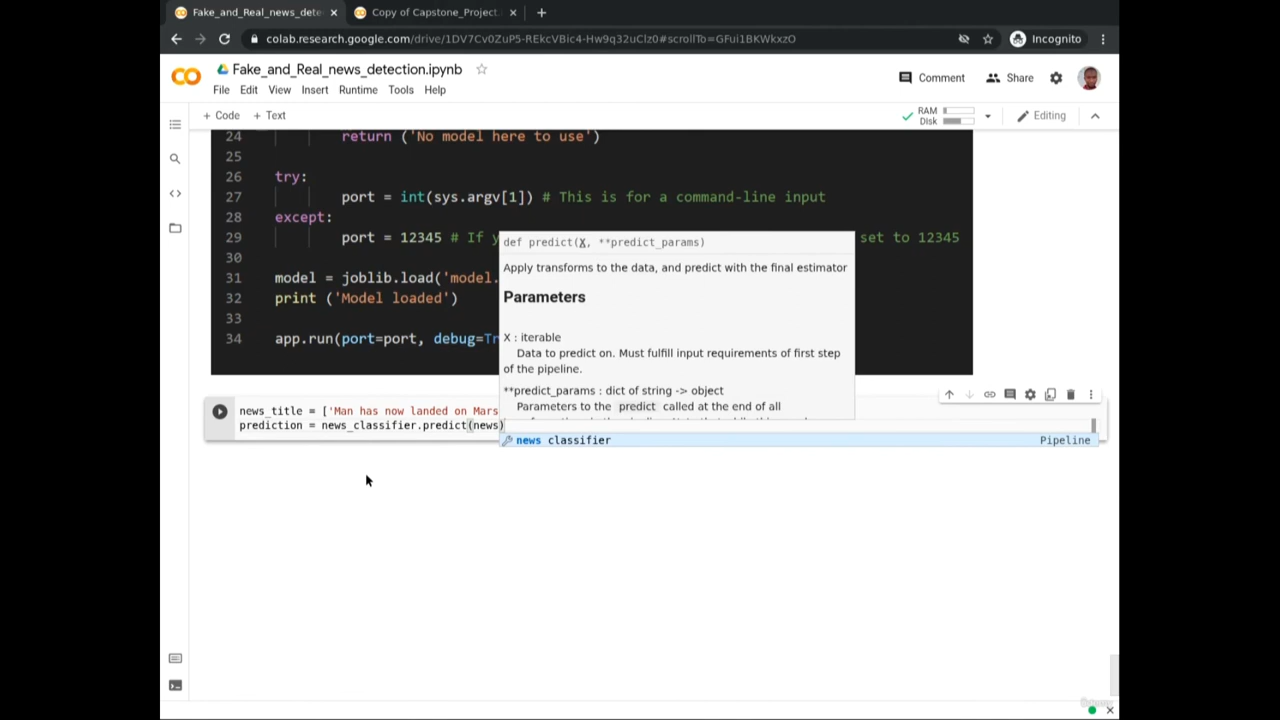 Fake_and_Real_news_dete
Copy of Capstone_Project.
colab.research.google.com/drive/1DV7Cv0ZuP5-REkcVBic4-Hw9q32uClz0#scrollTo=GFui1BKWkxzO
Incognito
Fake_and_Real_news_detection.ipynb
Comment
Share
File Edit View Insert Runtime Tools Help
+ Code + Text
RAM
Disk
Editing
24 return ('No model here to use')
25
26 try:
27 port = int(sys.argv[1]) # This is for a command-line input
28 except:
29 port = 12345 # If y set to 12345
30
31 model = joblib.load('model.
32 print ('Model loaded')
33
34 app.run(port=port, debug=Tr
def predict(X, **predict_params)
Apply transforms to the data, and predict with the final estimator
Parameters
X : iterable
Data to predict on. Must fulfill input requirements of first step
of the pipeline.
**predict_params : dict of string -> object
Parameters to the predict called at the end of all
news_title = ['Man has now landed on Mars
prediction = news_classifier.predict(news)
news classifier Pipeline